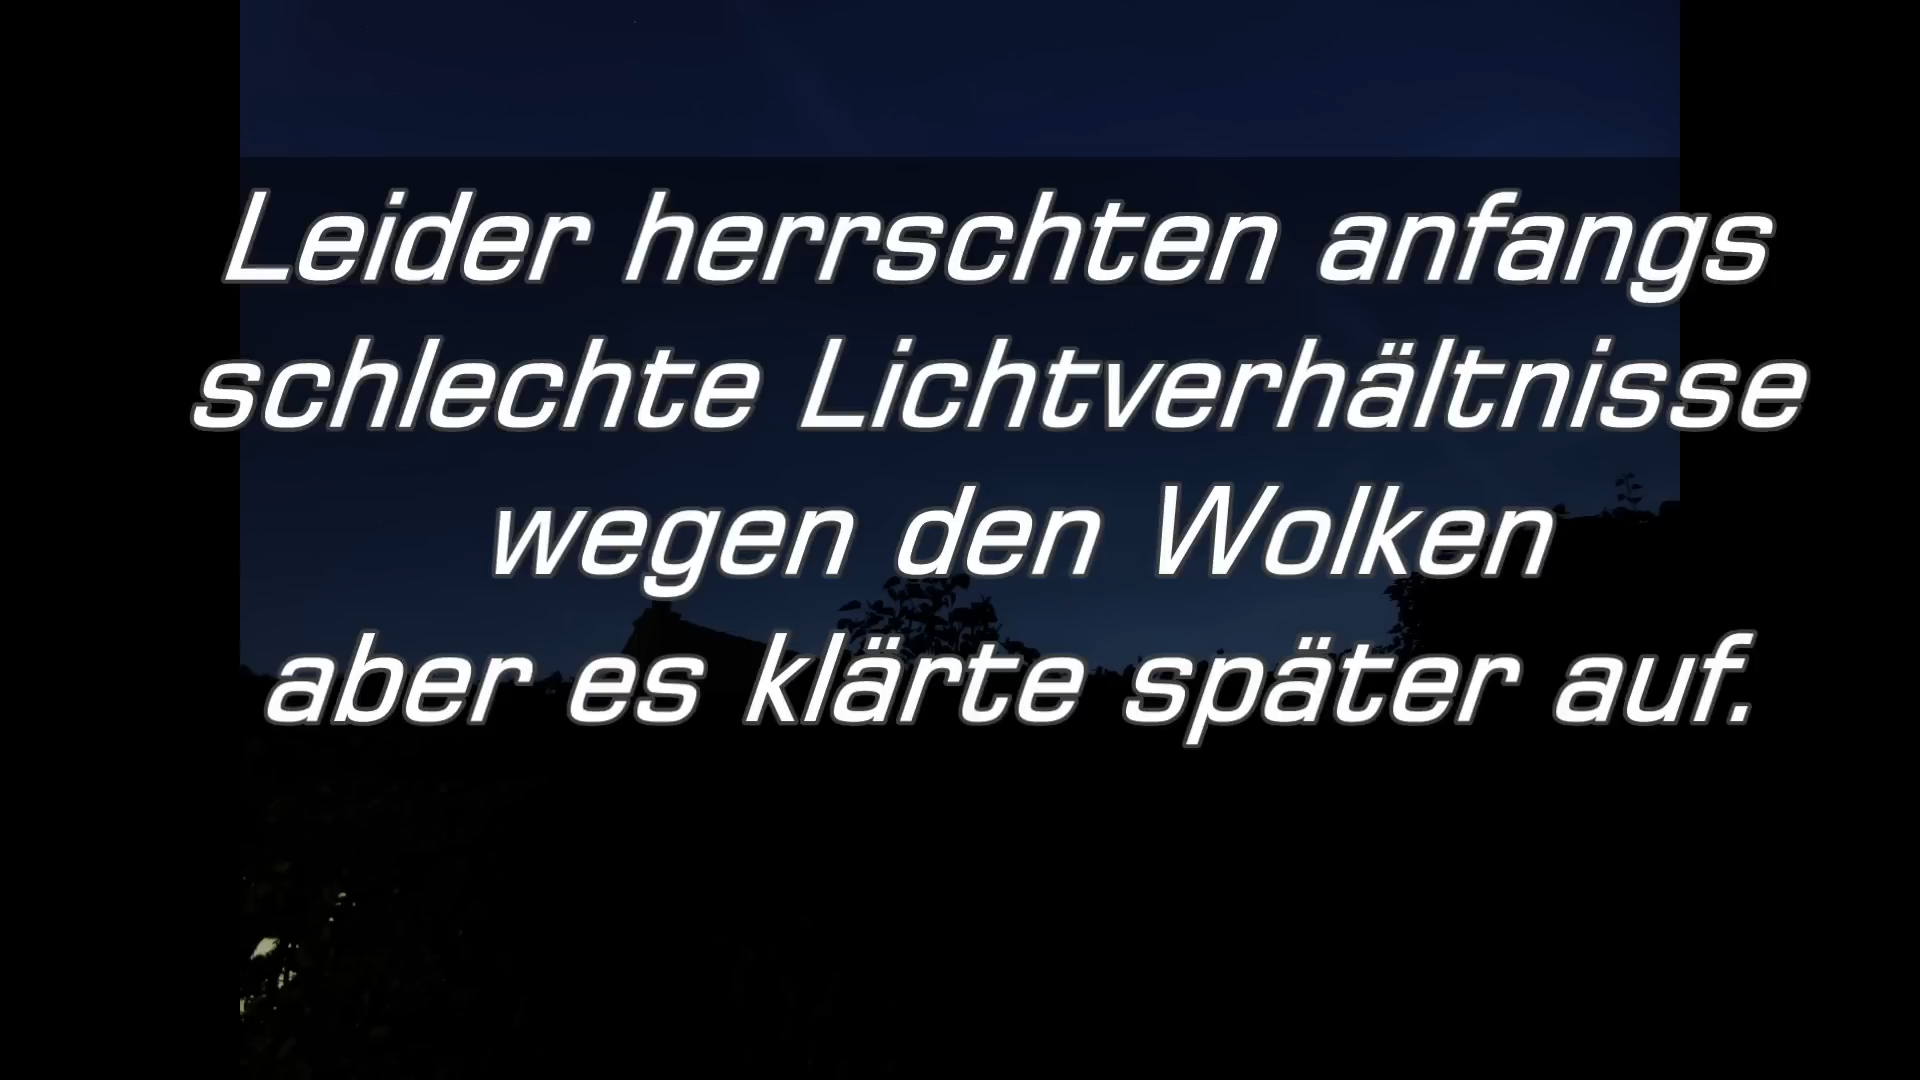 Leider herrschten anfangs
schlechte Lichtverhältnisse
wegen den Wolken
aber es klärte später auf.